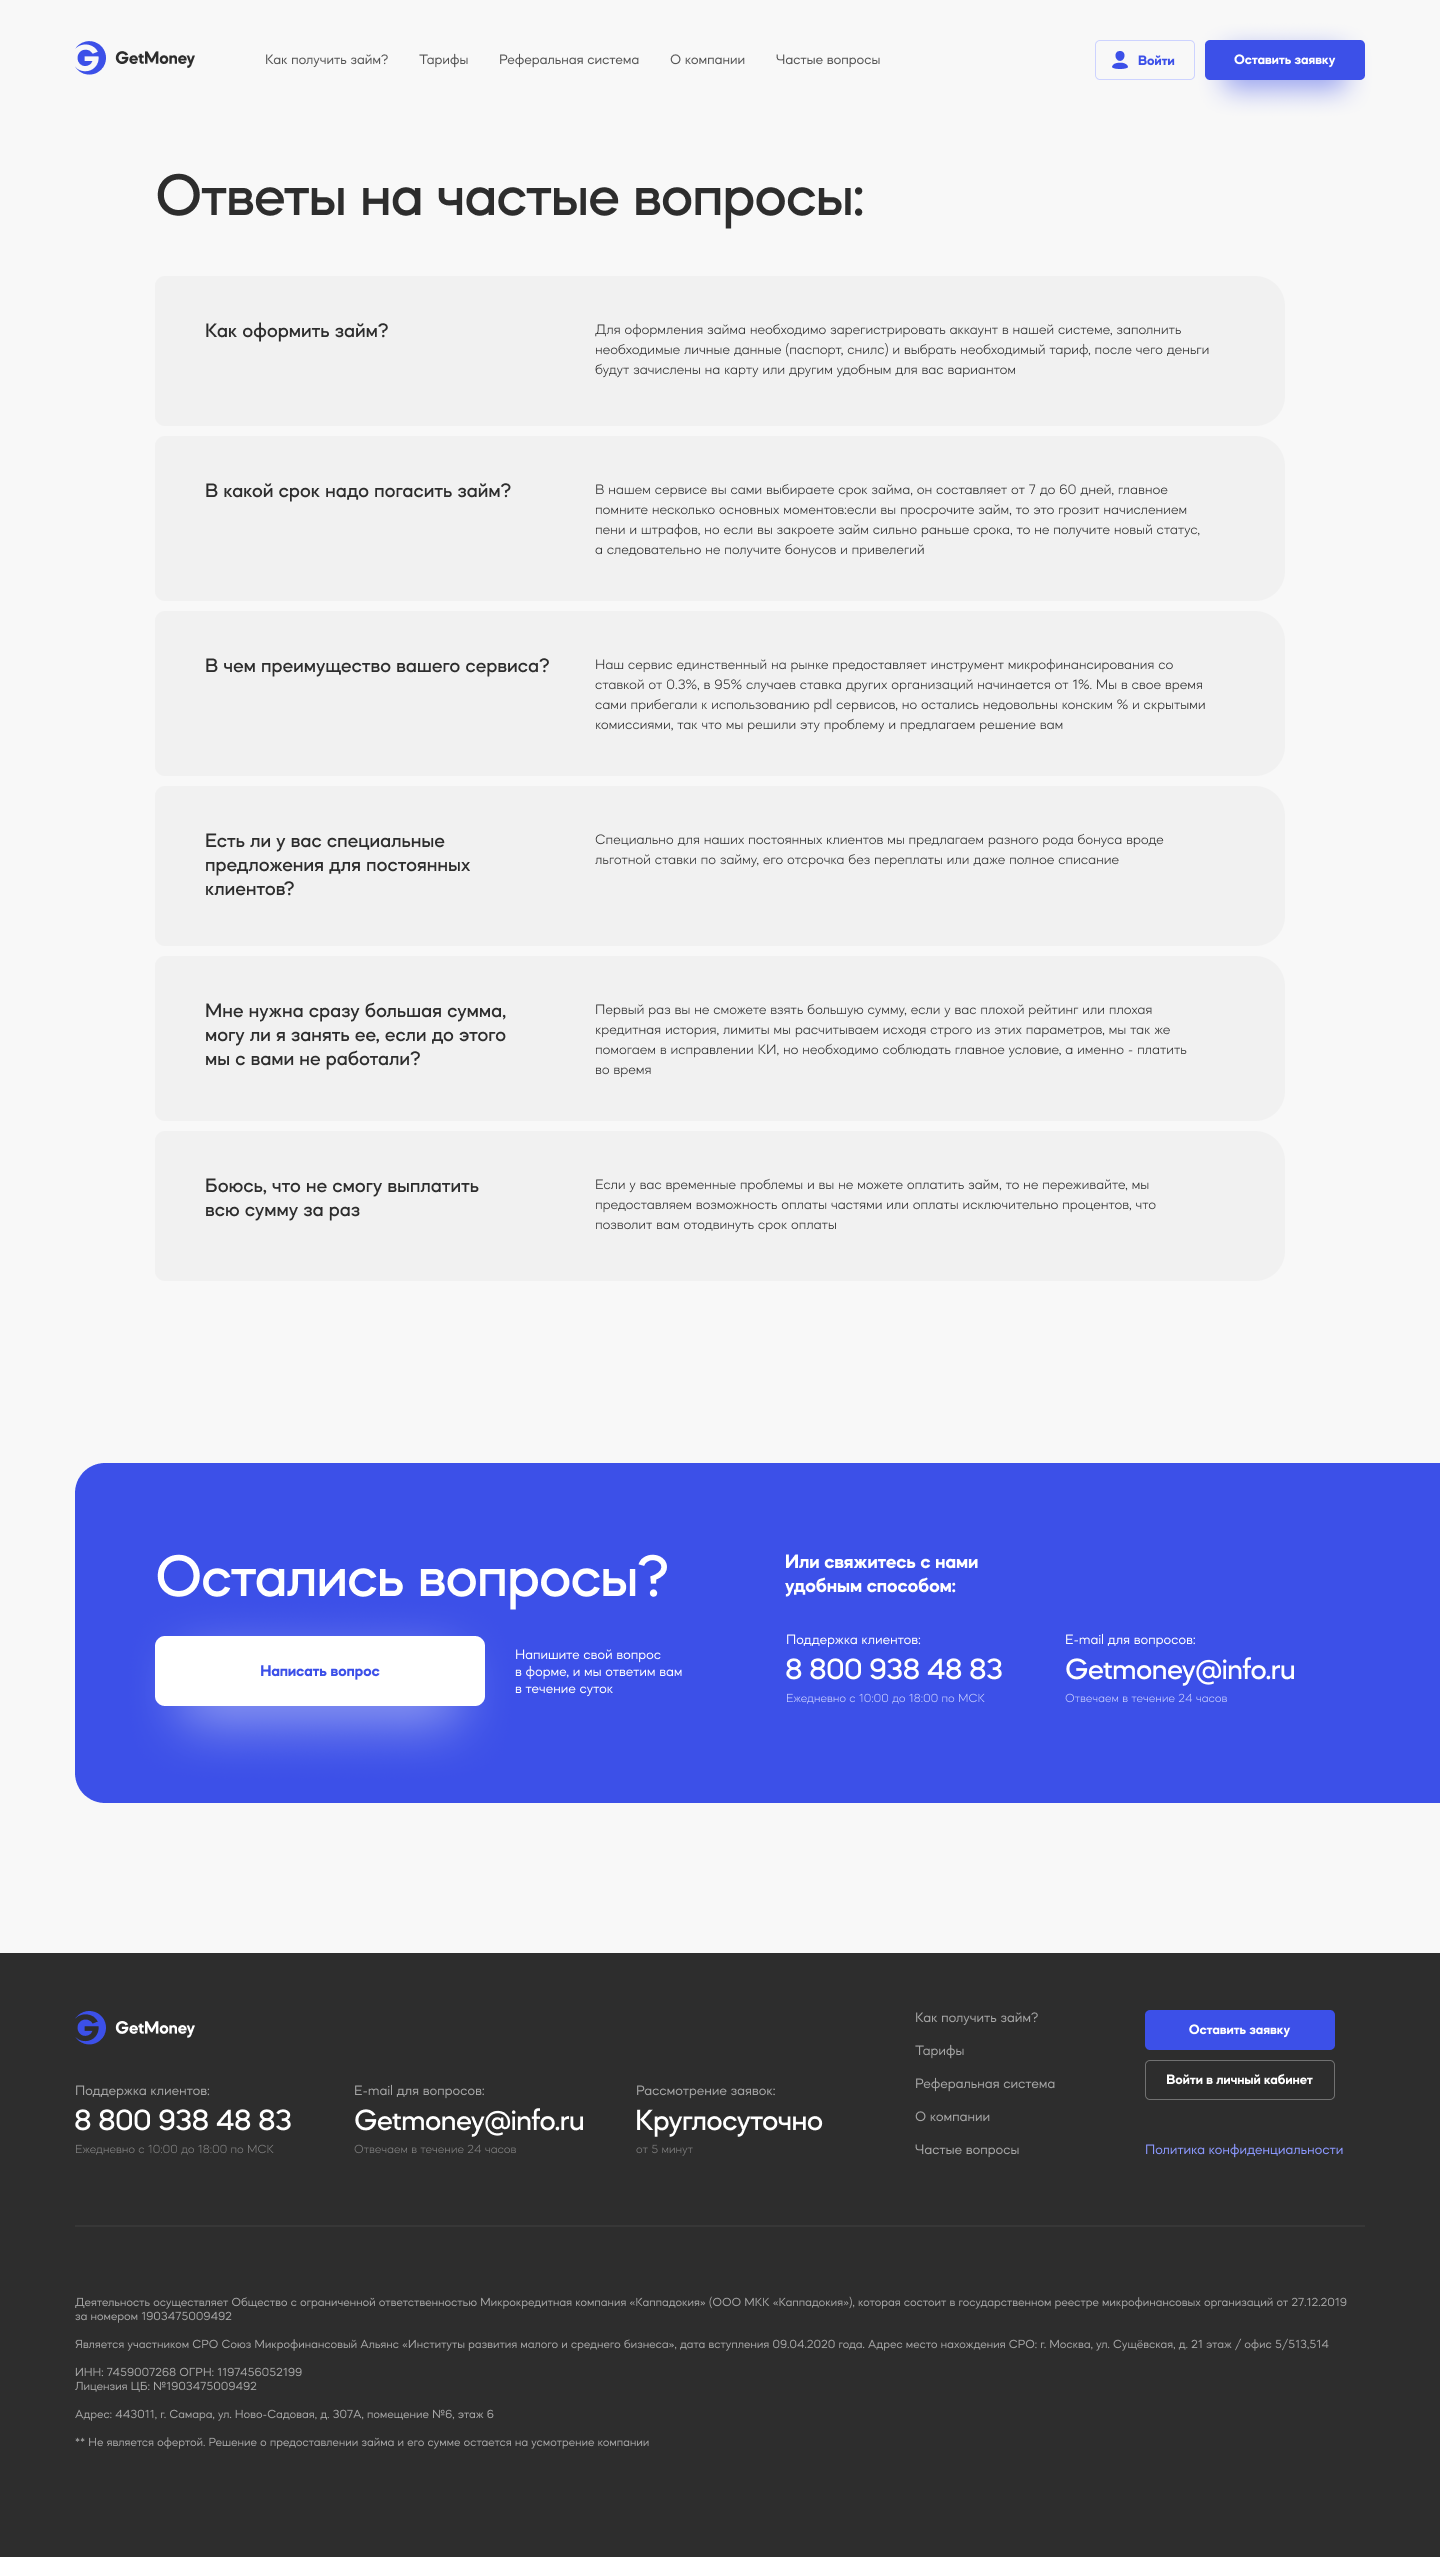 GetMoney
Как получить займ?
Тарифы
Реферальная система
О компании
Частые вопросы
Войти
Оставить заявку
Ответы на частые вопросы:
Как оформить займ?
Для оформления займа необходимо зарегистрировать аккаунт в нашей системе, заполнить
необходимые личные данные (паспорт, снилс) и выбрать необходимый тариф, после чего деньги
будут зачислены на карту или другим удобным для вас вариантом
В какой срок надо погасить займ?
В нашем сервисе вы сами выбираете срок займа, он составляет от 7 до 60 дней, главное
помните несколько основных моментов:если вы просрочите займ, то это грозит начислением
пени и штрафов, но если вы закроете займ сильно раньше срока, то не получите новый статус,
а следовательно не получите бонусов и привелегий
В чем преимущество вашего сервиса?
Наш сервис единственный на рынке предоставляет инструмент микрофинансирования со
ставкой от 0.3%, в 95% случаев ставка других организаций начинается от 1%. Мы в свое время
сами прибегали к использованию pdl сервисов, но остались недовольны конским % и скрытыми
комиссиями, так что мы решили эту проблему и предлагаем решение вам
Есть ли у вас специальные
предложения для постоянных
клиентов?
Специально для наших постоянных клиентов мы предлагаем разного рода бонуса вроде
льготной ставки по займу, его отсрочка без переплаты или даже полное списание
Мне нужна сразу большая сумма,
могу ли я занять ее, если до этого
мы с вами не работали?
Первый раз вы не сможете взять большую сумму, если у вас плохой рейтинг или плохая
кредитная история, лимиты мы расчитываем исходя строго из этих параметров, мы так же
помогаем в исправлении КИ, но необходимо соблюдать главное условие, а именно - платить
во время
Боюсь, что не смогу выплатить
всю сумму за раз
Если у вас временные проблемы и вы не можете оплатить займ, то не переживайте, мы
предоставляем возможность оплаты частями или оплаты исключительно процентов, что
позволит вам отодвинуть срок оплаты
Остались вопросы?
Написать вопрос
Напишите свой вопрос
в форме, и мы ответим вам
в течение суток
Или свяжитесь с нами
удобным способом:
Поддержка клиентов:
8 800 938 48 83
Ежедневно с 10:00 до 18:00 по МСК
E-mail для вопросов:
Getmoney@info.ru
Отвечаем в течение 24 часов
GetMoney
Поддержка клиентов:
8 800 938 48 83
Ежедневно с 10:00 до 18:00 по МСК
E-mail для вопросов:
Getmoney@info.ru
Отвечаем в течение 24 часов
Рассмотрение заявок:
Круглосуточно
от 5 минут
Как получить займ?
Тарифы
Реферальная система
О компании
Частые вопросы
Оставить заявку
Войти в личный кабинет
Политика конфиденциальности
Деятельность осуществляет Общество с ограниченной ответственностью Микрокредитная компания «Каппадокия» (ООО МКК «Каппадокия»), которая состоит в государственном реестре микрофинансовых организаций от 27.12.2019
за номером 1903475009492
Является участником СРО Союз Микрофинансовый Альянс «Институты развития малого и среднего бизнеса», дата вступления 09.04.2020 года. Адрес место нахождения СРО: г. Москва, ул. Сущёвская, д. 21 этаж / офис 5/513,514
ИНН: 7459007268 ОГРН: 1197456052199
Лицензия ЦБ: №1903475009492
Адрес: 443011, г. Самара, ул. Ново-Садовая, д. 307А, помещение №6, этаж 6
** Не является офертой. Решение о предоставлении займа и его сумме остается на усмотрение компании